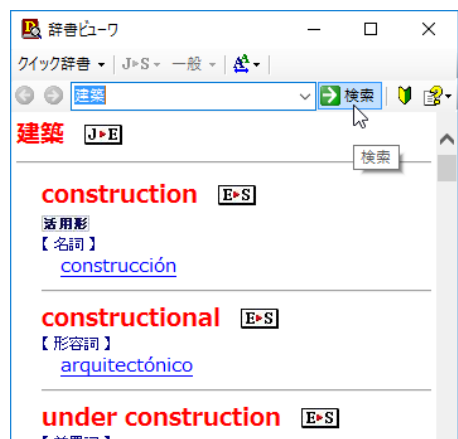 辞書ビューワ
クイック辞書 J▸S 一般 A
建築 検索
建築 J▸E
検索
construction E▸S
活用形
【名詞】
construcción
constructional E▸S
【形容詞】
arquitectónico
under construction E▸S